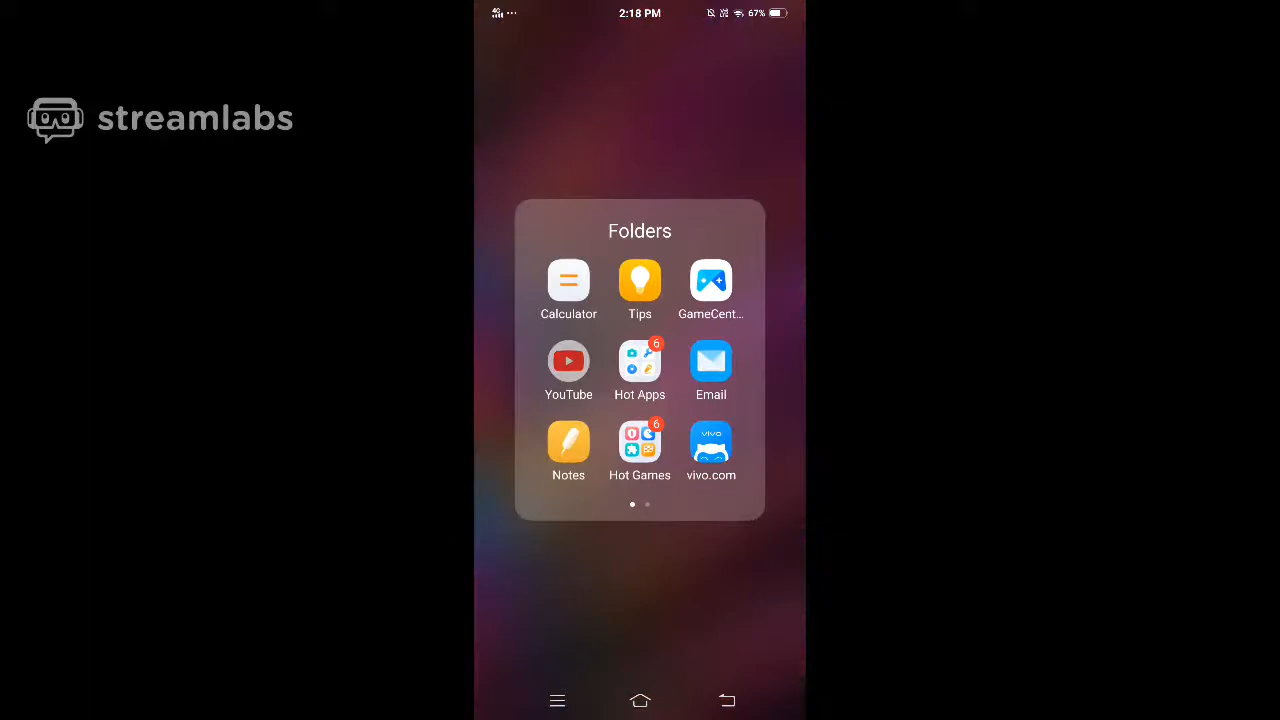 4G
2:18 PM
67%
streamlabs
Folders
Calculator
Tips
GameCent...
YouTube
6
Hot Apps
Email
Notes
6
Hot Games
vivo
vivo.com